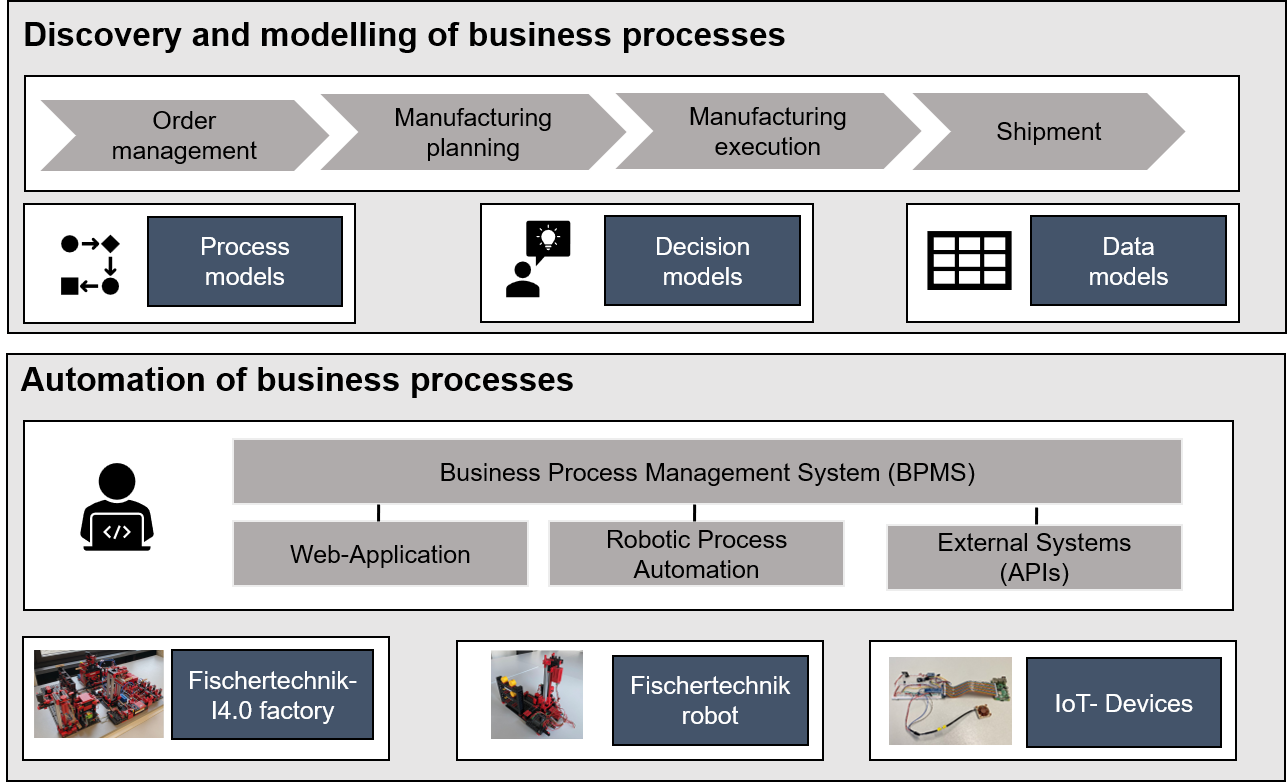 Discovery and modelling of business processes
Order
management
Manufacturing
planning
Manufacturing
execution
Shipment
Process
models
Decision
models
Data
models
Automation of business processes
Business Process Management System (BPMS)
</>
Web-Application
Robotic Process
Automation
External Systems
(APIs)
Fischertechnik-
I4.0 factory
Fischertechnik
robot
IoT- Devices